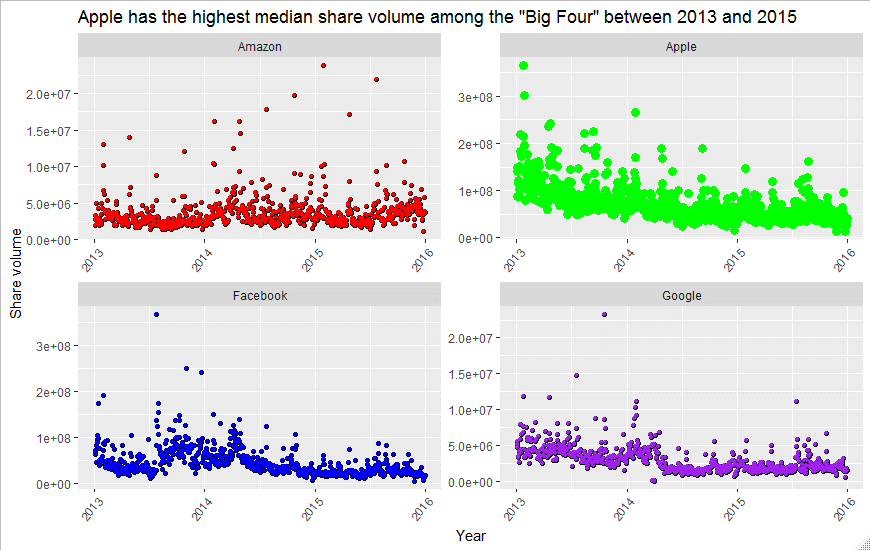 Apple has the highest median share volume among the "Big Four" between 2013 and 2015
Amazon
Apple
2.0e+07
1.5e+07
1.0e+07
5.0e+06
0.0e+00
3e+08
2e+08
1e+08
0e+00
2013
2014
2015
2016
2013
2014
2015
2016
Share volume
Facebook
Google
3e+08
2e+08
1e+08
0e+00
2.0e+07
1.5e+07
1.0e+07
5.0e+06
0.0e+00
2013
2014
2015
2016
2013
2014
2015
2016
Year